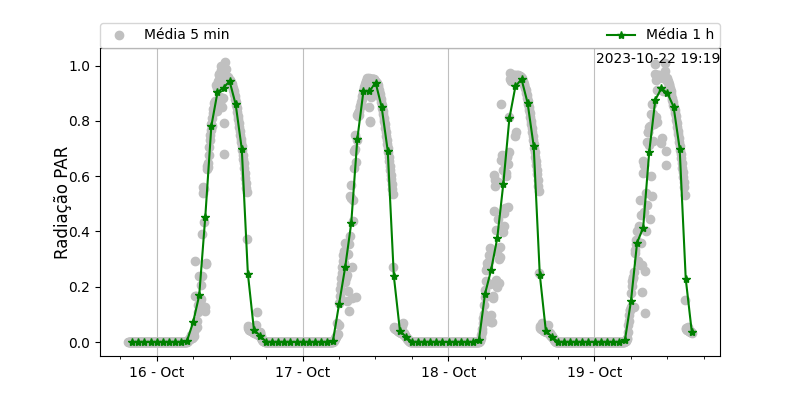 Média 5 min
Média 1 h
2023-10-22 19:19
Radiação PAR
1.0
0.8
0.6
0.4
0.2
0.0
16 - Oct
17 - Oct
18 - Oct
19 - Oct